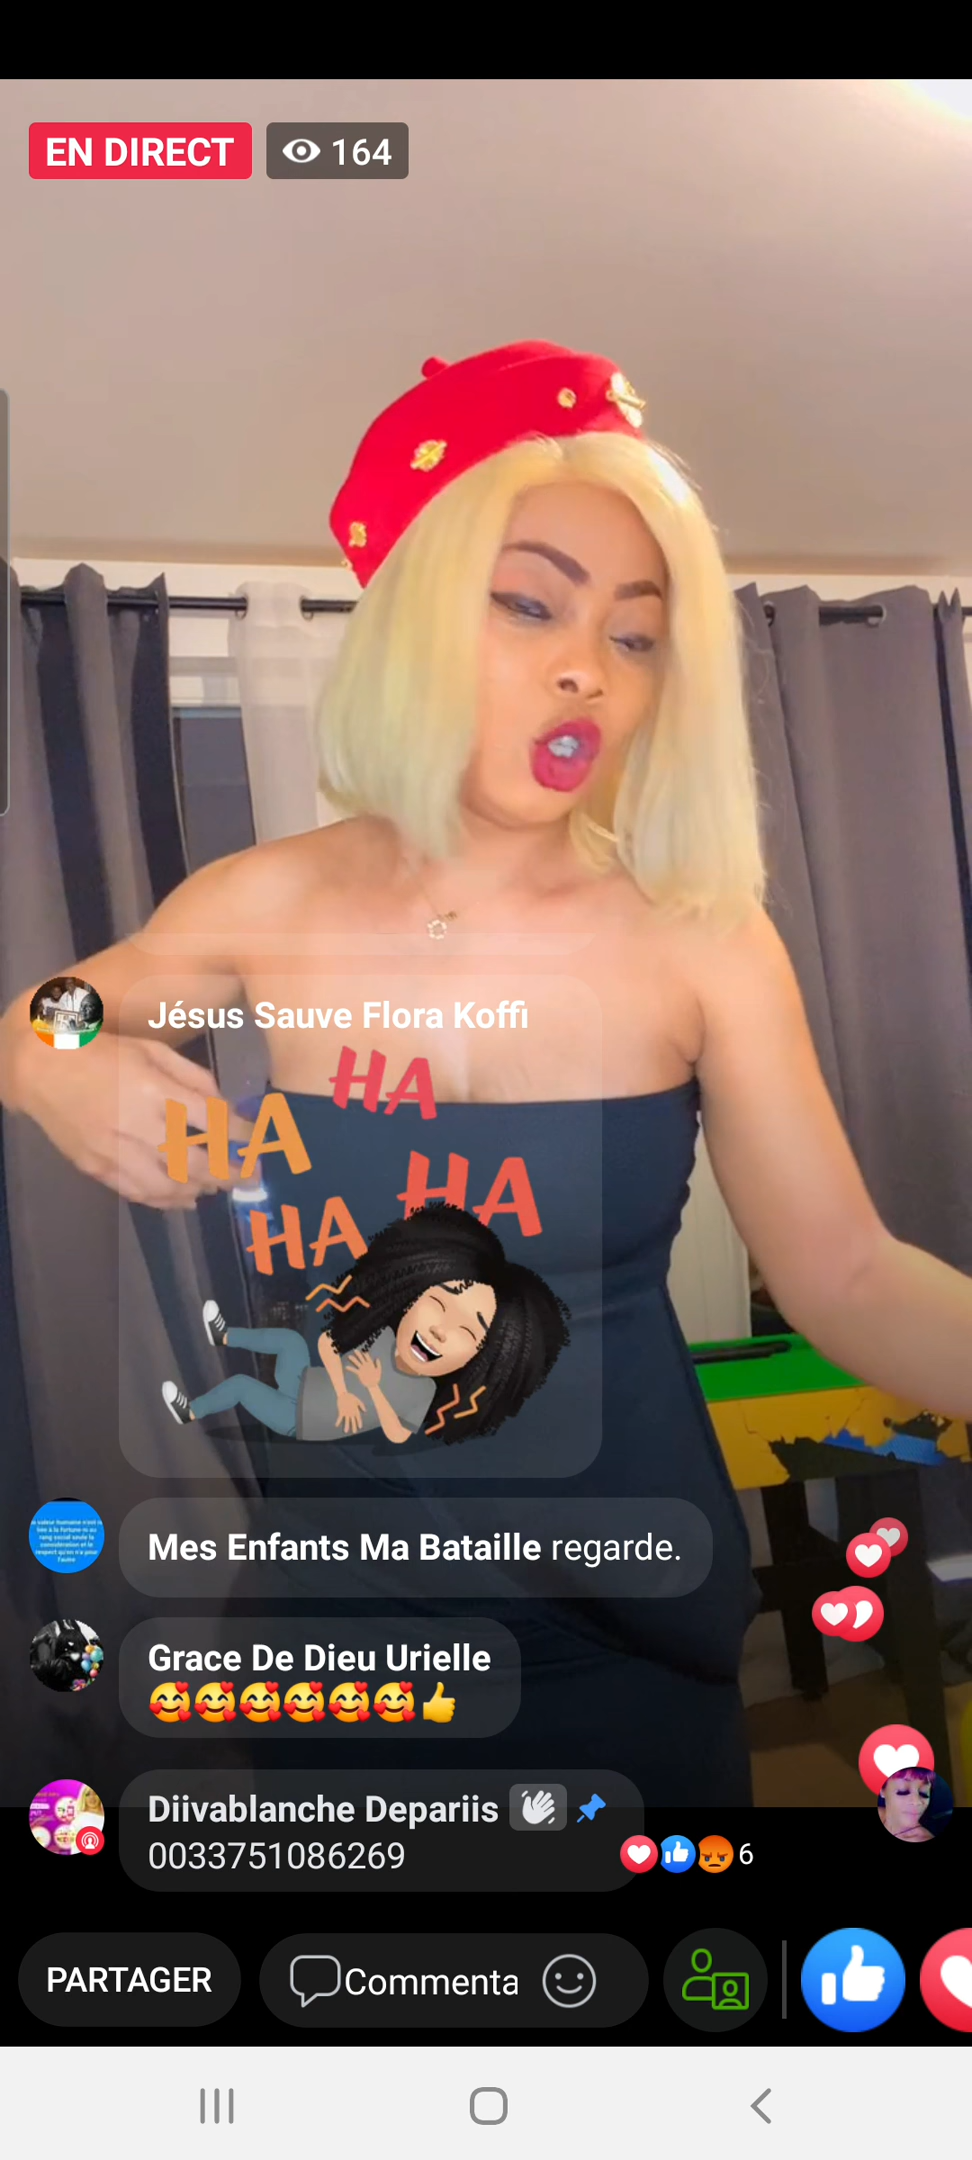 EN DIRECT
164
Jésus Sauve Flora Koffi
HA
HA
HA
HA
Mes Enfants Ma Bataille regarde.
Grace De Dieu Urielle
🥰🥰🥰🥰🥰🥰👍
Diivablanche Depariis 👋 📌
0033751086269
6
PARTAGER
Commenta